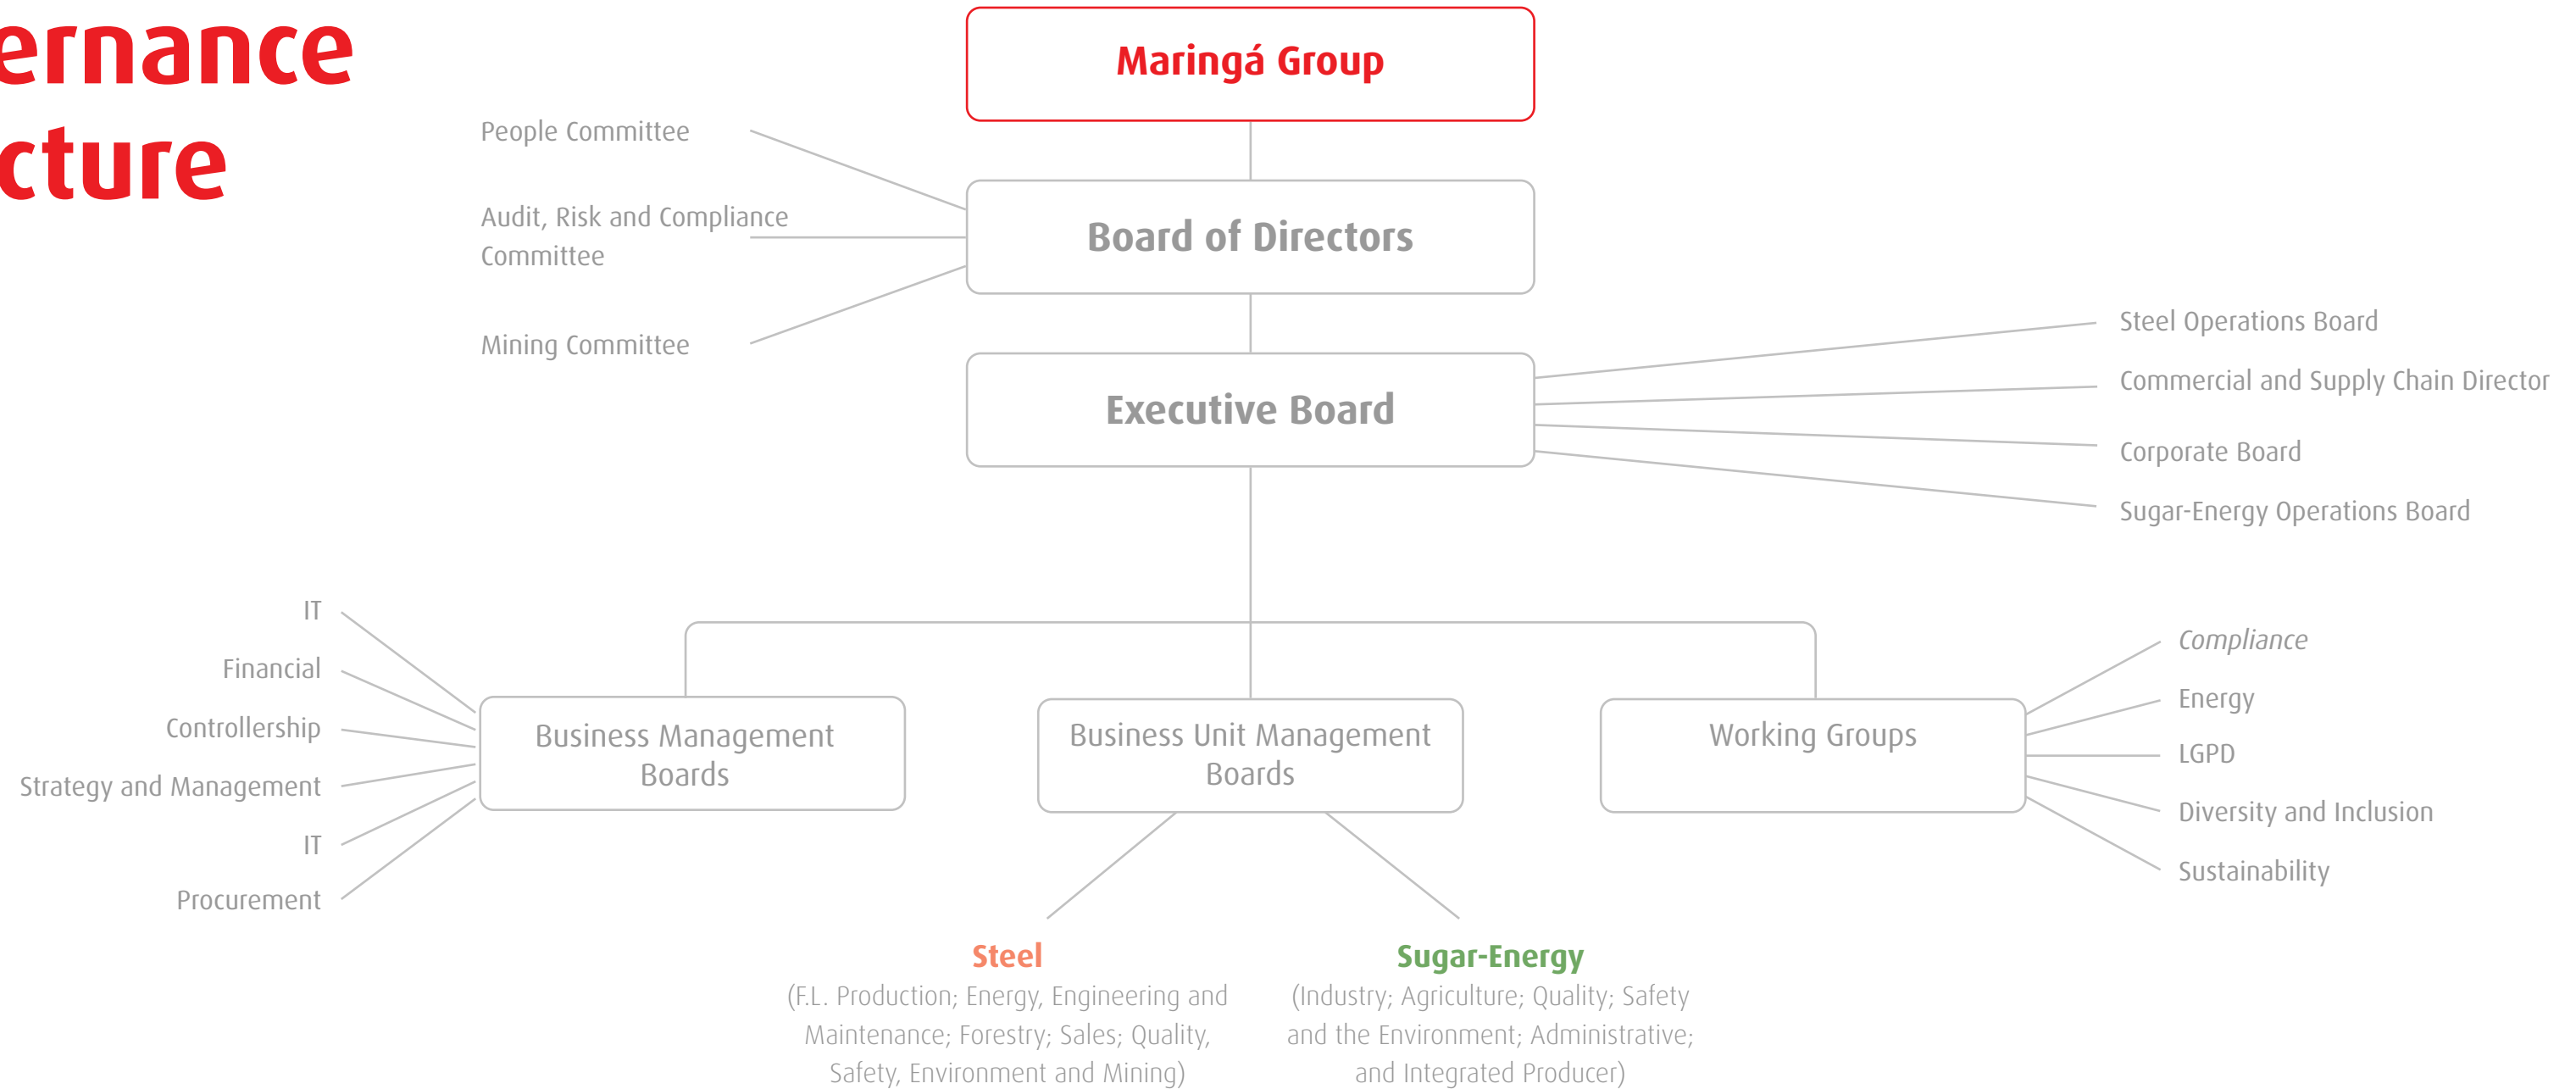 ernance
cture
Maringá Group
People Committee
Audit, Risk and Compliance
Committee
Mining Committee
Board of Directors
Executive Board
Steel Operations Board
Commercial and Supply Chain Director
Corporate Board
Sugar-Energy Operations Board
IT
Financial
Controllership
Strategy and Management
IT
Procurement
Business Management
Boards
Business Unit Management
Boards
Working Groups
Compliance
Energy
LGPD
Diversity and Inclusion
Sustainability
Steel
(F.L. Production; Energy, Engineering and
Maintenance; Forestry; Sales; Quality,
Safety, Environment and Mining)
Sugar-Energy
(Industry; Agriculture; Quality; Safety
and the Environment; Administrative;
and Integrated Producer)